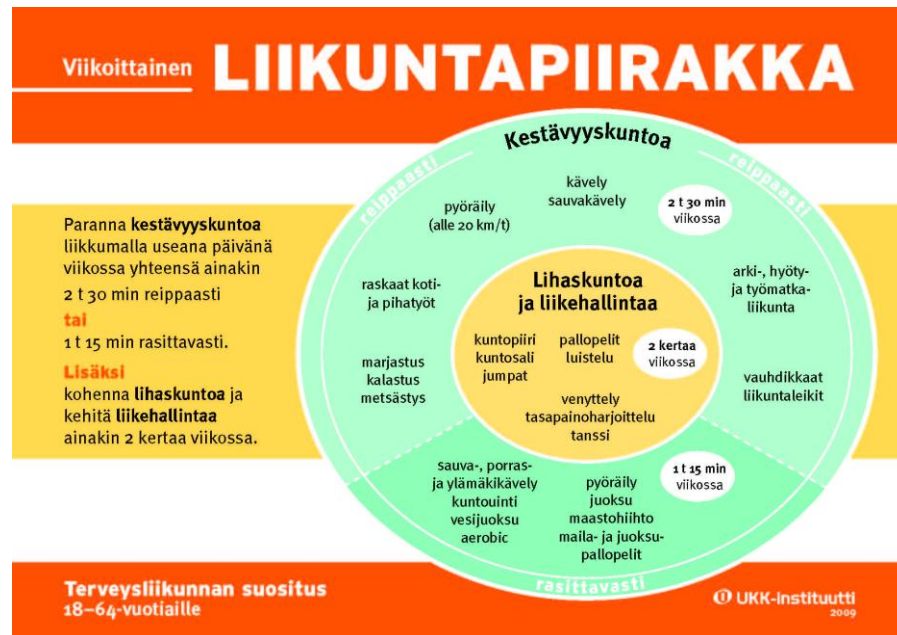 Viikoittainen LIIKUNTAPIIRAKKA
Paranna kestävyyskuntoa
liikkumalla useana päivänä
viikossa yhteensä ainakin
2 t 30 min reippaasti
tai
1 t 15 min rasittavasti.
Lisäksi
kohenna lihaskuntoa ja
kehitä liikehallintaa
ainakin 2 kertaa viikossa.
Kestävyyskuntoa
reippaasti
reippaasti
kävely
sauvakävely
2 t 30 min
viikossa
pyöräily
(alle 20 km/t)
raskaat koti-
ja pihatyöt
marjastus
kalastus
metsästys
arki-, hyöty-
ja työmatka-
liikunta
vauhdikkaat
liikuntaleikit
Lihaskuntoa
ja liikehallintaa
kuntopiiri
kuntosali
jumpat
pallopelit
luistelu
2 kertaa
viikossa
venyttely
tasapainoharjoittelu
tanssi
sauva-, porras-
ja ylämäkikävely
kuntouinti
vesijuoksu
aerobic
pyöräily
juoksu
maastohiihto
maila- ja juoksu-
pallopelit
1 t 15 min
viikossa
rasittavasti
Terveysliikunnan suositus
18–64-vuotiaille
UKK-instituutti
2009